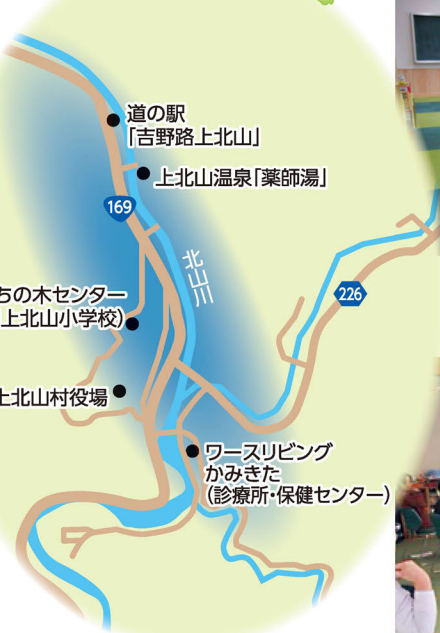 道の駅
「吉野路上北山」
上北山温泉「薬師湯」
169
北山川
226
ちの木センター
上北山小学校）
上北山村役場
ワースリビング
かみきた
（診療所・保健センター）